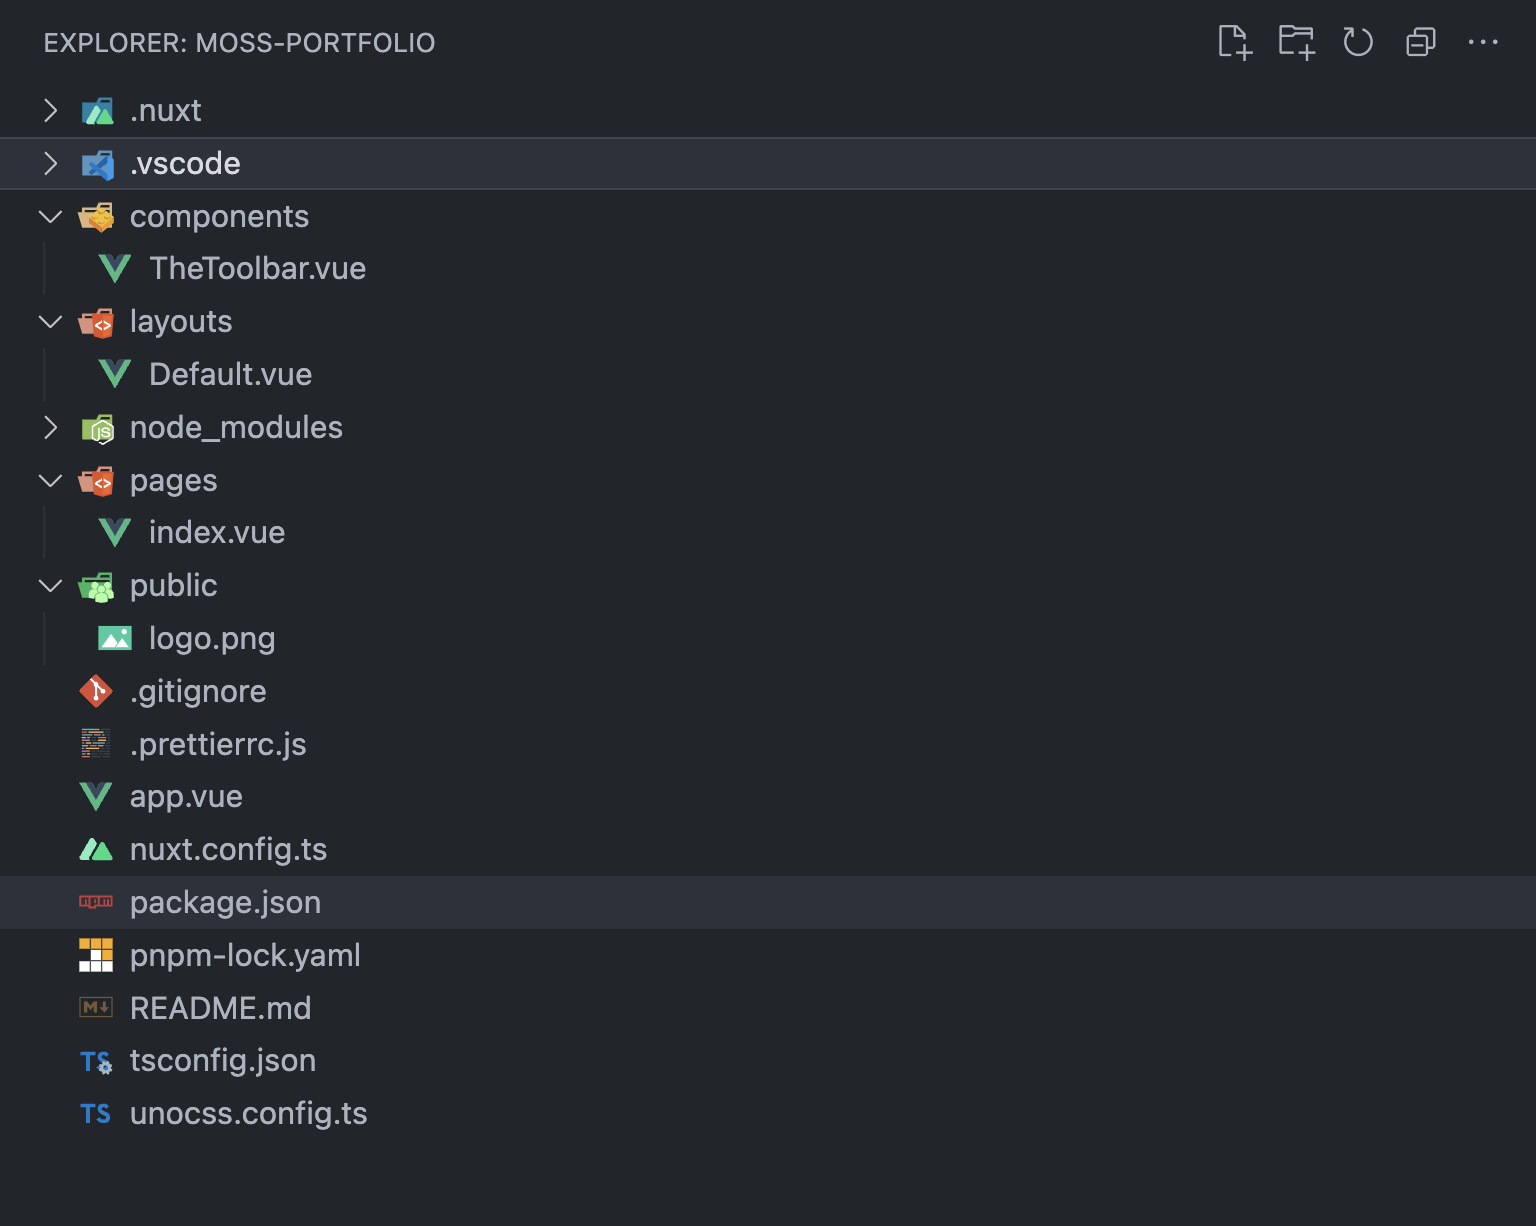 EXPLORER: MOSS-PORTFOLIO
.nuxt
.vscode
components
TheToolbar.vue
layouts
Default.vue
node_modules
pages
index.vue
public
logo.png
.gitignore
.prettierrc.js
app.vue
nuxt.config.ts
package.json
pnpm-lock.yaml
README.md
tsconfig.json
unocss.config.ts